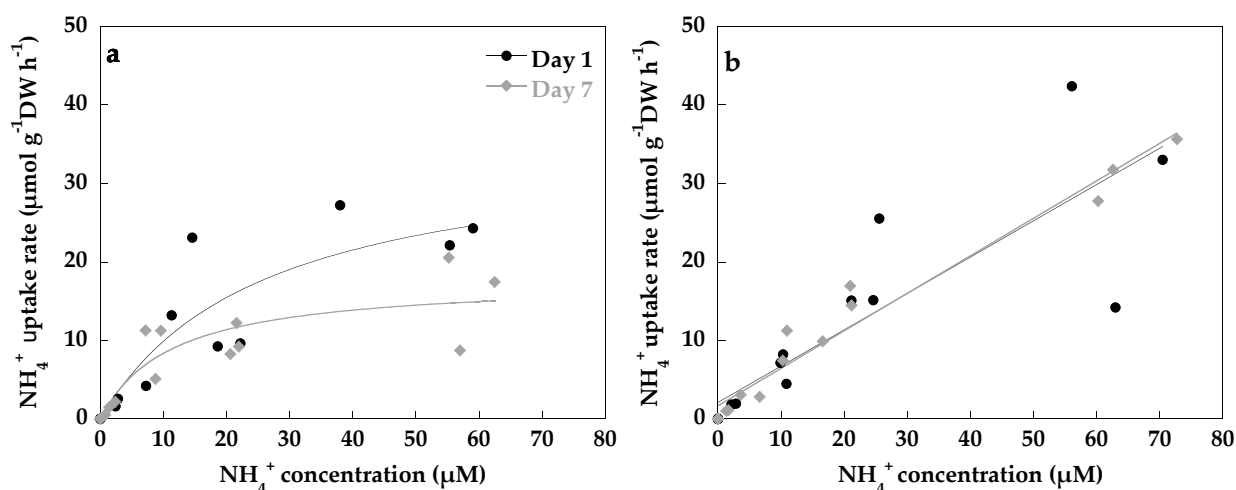 a
Day 1
Day 7
50
40
30
20
10
0
0 10 20 30 40 50 60 70 80
NH₄⁺ uptake rate (µmol g⁻¹DW h⁻¹)
NH₄⁺ concentration (µM)
b
50
40
30
20
10
0
0 10 20 30 40 50 60 70 80
NH₄⁺ uptake rate (µmol g⁻¹DW h⁻¹)
NH₄⁺ concentration (µM)